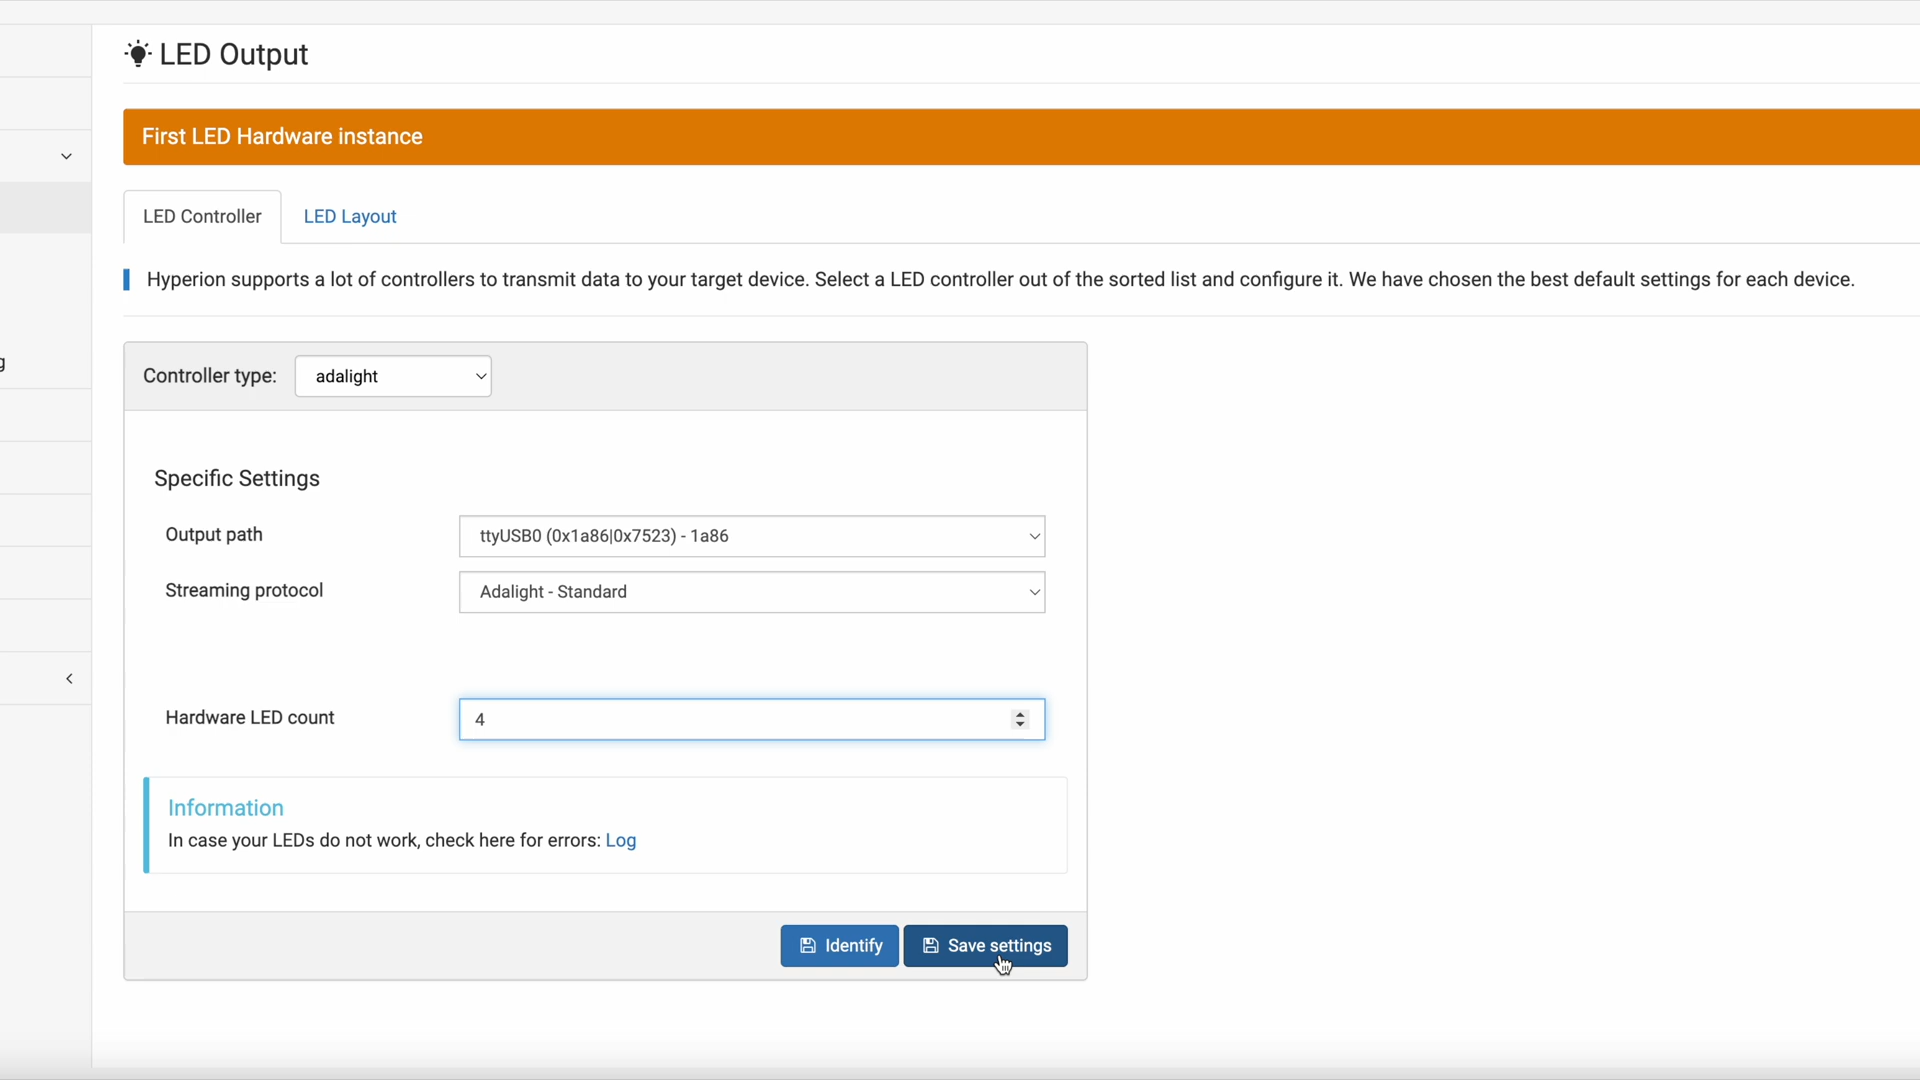 LED Output
First LED Hardware instance
LED Controller
LED Layout
Hyperion supports a lot of controllers to transmit data to your target device. Select a LED controller out of the sorted list and configure it. We have chosen the best default settings for each device.
g
Controller type:
adalight
Specific Settings
Output path
ttyUSB0 (0x1a86|0x7523) - 1a86
Streaming protocol
Adalight - Standard
Hardware LED count
4
Information
In case your LEDs do not work, check here for errors: Log
Identify
Save settings